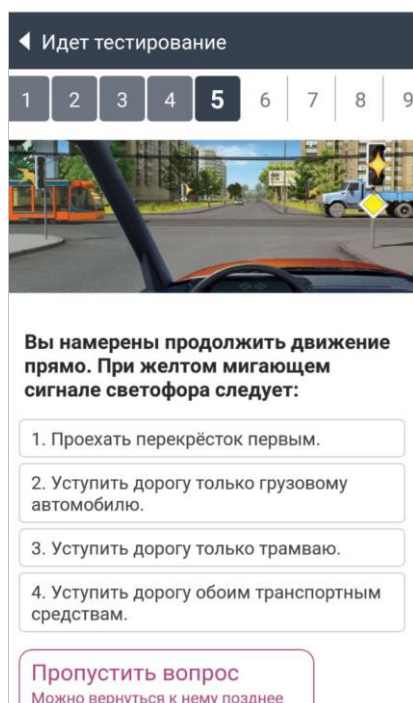 Идет тестирование
1 2 3 4 5 6 7 8 9
Вы намерены продолжить движение
прямо. При желтом мигающем
сигнале светофора следует:
1. Проехать перекрёсток первым.
2. Уступить дорогу только грузовому
автомобилю.
3. Уступить дорогу только трамваю.
4. Уступить дорогу обоим транспортным
средствам.
Пропустить вопрос
Можно вернуться к нему позднее